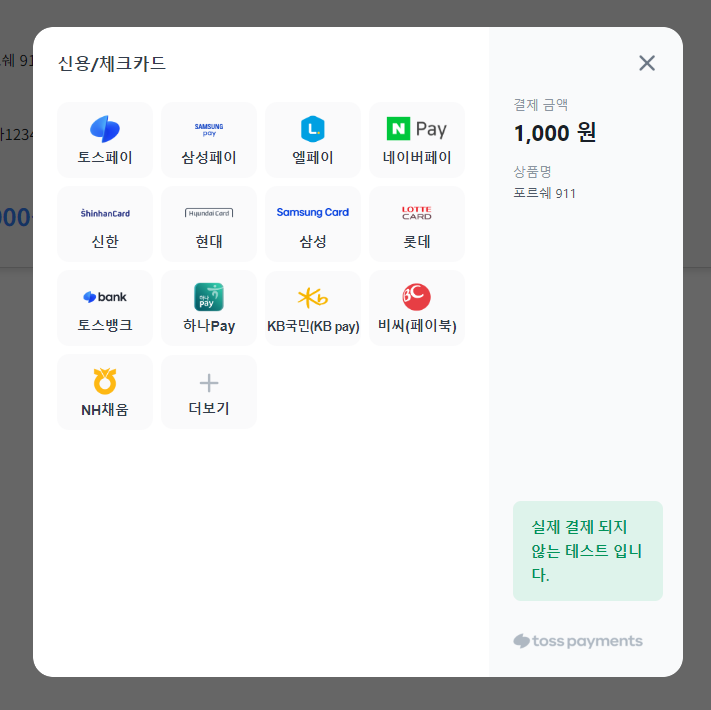 신용/체크카드
토스페이
SAMSUNG
pay
삼성페이
L.
엘페이
N Pay
네이버페이
ShinhanCard
신한
Hyundai Card
현대
Samsung Card
삼성
LOTTE
CARD
롯데
bank
토스뱅크
하나
pay
하나Pay
KB국민(KB pay)
BC
비씨(페이북)
NH채움
더보기
결제 금액
1,000 원
상품명
포르쉐 911
실제 결제 되지
않는 테스트 입니
다.
toss payments
쉐 91
1234
000